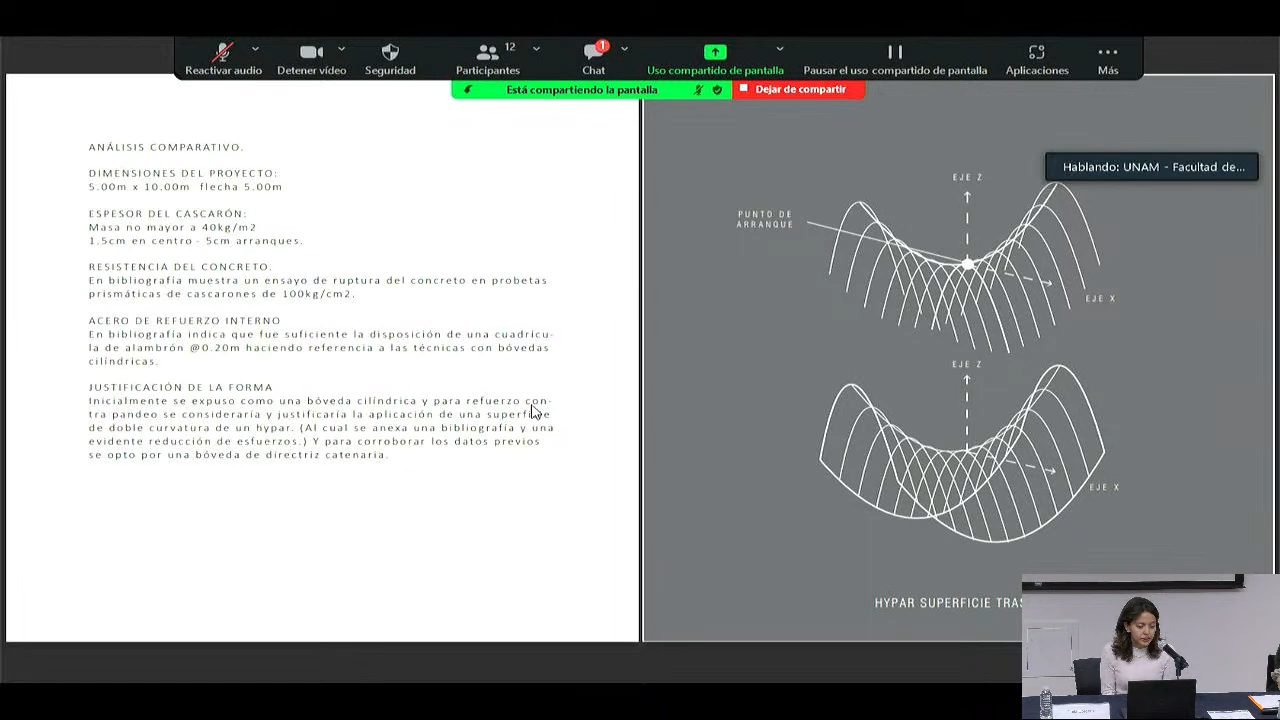 Reactivar audio
Detener vídeo
Seguridad
12
Participantes
1
Chat
Uso compartido de pantalla
Pausar el uso compartido de pantalla
Aplicaciones
Más
Está compartiendo la pantalla
Dejar de compartir
Hablando: UNAM - Facultad de...
ANÁLISIS COMPARATIVO.
DIMENSIONES DEL PROYECTO:
5.00m x 10.00m flecha 5.00m
ESPESOR DEL CASCARÓN:
Masa no mayor a 40kg/m2
1.5cm en centro - 5cm arranques.
RESISTENCIA DEL CONCRETO.
En bibliografía muestra un ensayo de ruptura del concreto en probetas
prismáticas de cascarones de 100kg/cm2.
ACERO DE REFUERZO INTERNO
En bibliografía indica que fue suficiente la disposición de una cuadrícu-
la de alambrón @0.20m haciendo referencia a las técnicas con bóvedas
cilíndricas.
JUSTIFICACIÓN DE LA FORMA
Inicialmente se expuso como una bóveda cilíndrica y para refuerzo con-
tra pandeo se consideraría y justificaría la aplicación de una superficie
de doble curvatura de un hypar. (Al cual se anexa una bibliografía y una
evidente reducción de esfuerzos.) Y para corroborar los datos previos
se opto por una bóveda de directriz catenaria.
EJE Z
PUNTO DE
ARRANQUE
EJE X
EJE Z
EJE X
HYPAR SUPERFICIE TRAS